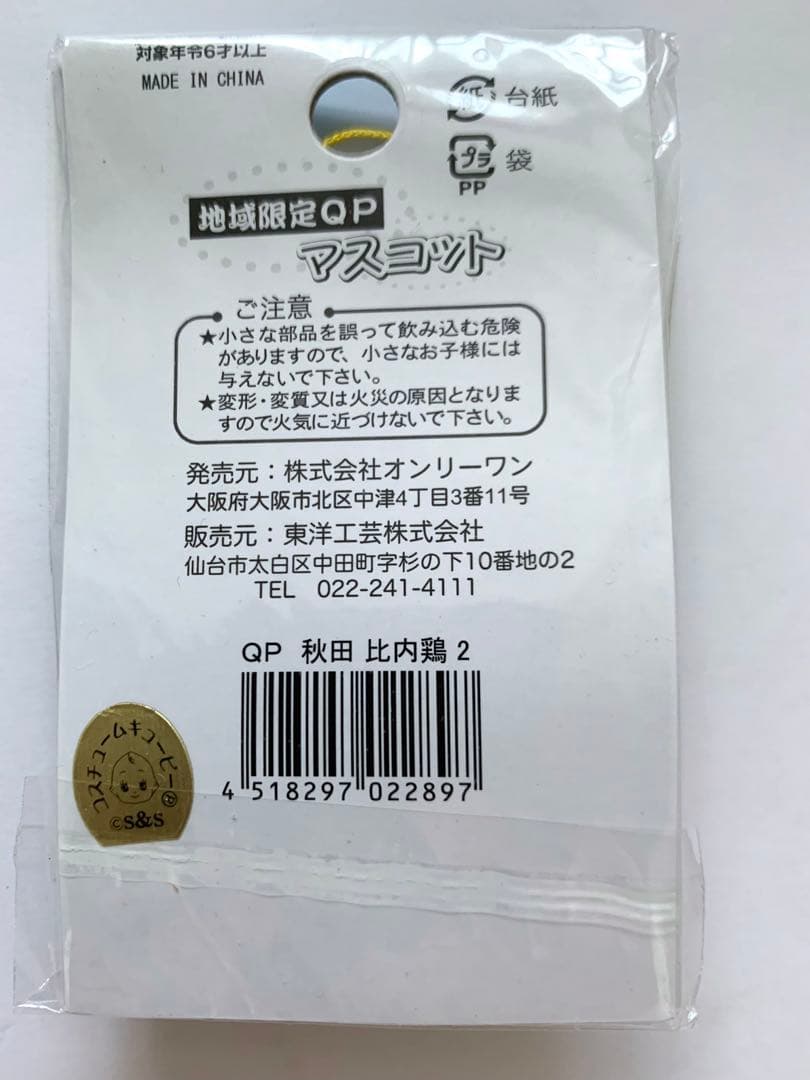 対象年令6才以上
MADE IN CHINA
紙 台紙
プラ 袋
PP
地域限定QP
マスコット
ご注意
★小さな部品を誤って飲み込む危険
がありますので、小さなお子様には
与えないで下さい。
★変形・変質又は火災の原因となりま
すので火気に近づけないで下さい。
発売元：株式会社オンリーワン
大阪府大阪市北区中津4丁目3番11号
販売元：東洋工芸株式会社
仙台市太白区中田町字杉の下10番地の2
TEL 022-241-4111
QP 秋田 比内鶏 2
4 518297 022897
コスチュームキューピー®
©S&S